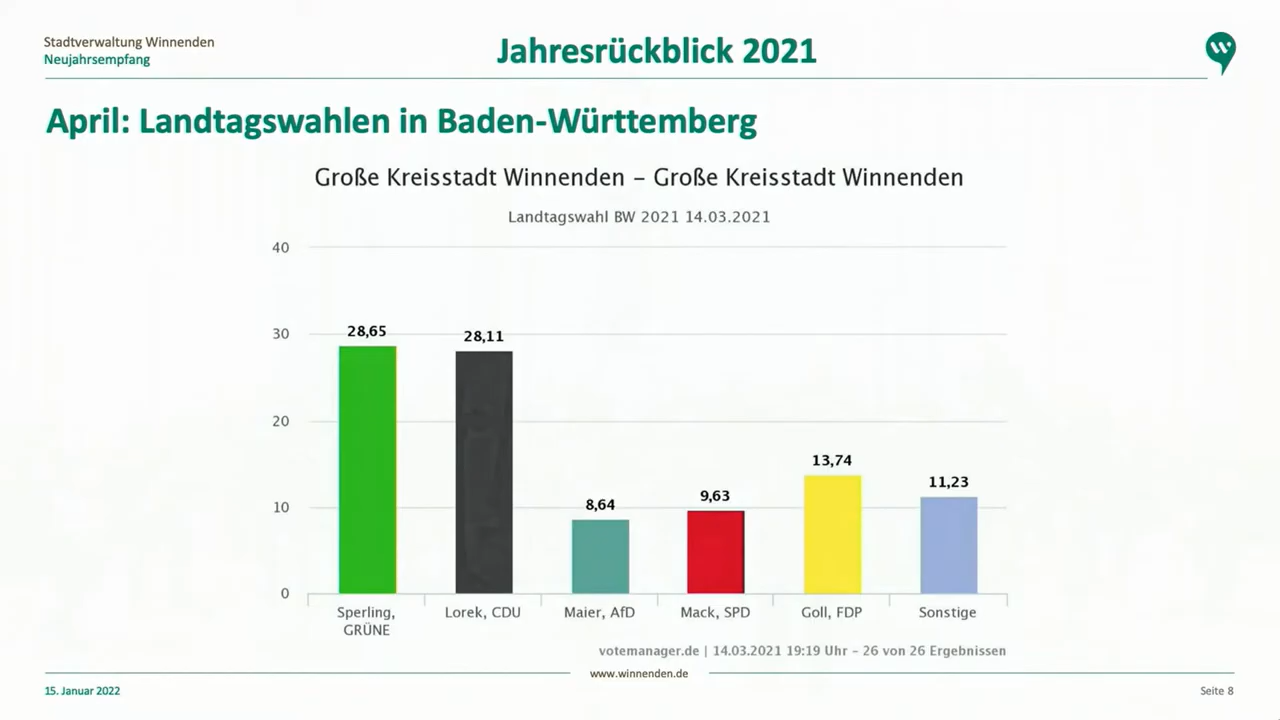 Stadtverwaltung Winnenden
Neujahrsempfang
Jahresrückblick 2021
w
April: Landtagswahlen in Baden-Württemberg
Große Kreisstadt Winnenden – Große Kreisstadt Winnenden
Landtagswahl BW 2021 14.03.2021
40
30
20
10
0
28,65
28,11
8,64
9,63
13,74
11,23
Sperling,
GRÜNE
Lorek, CDU
Maier, AfD
Mack, SPD
Goll, FDP
Sonstige
votemanager.de | 14.03.2021 19:19 Uhr – 26 von 26 Ergebnissen
www.winnenden.de
15. Januar 2022
Seite 8